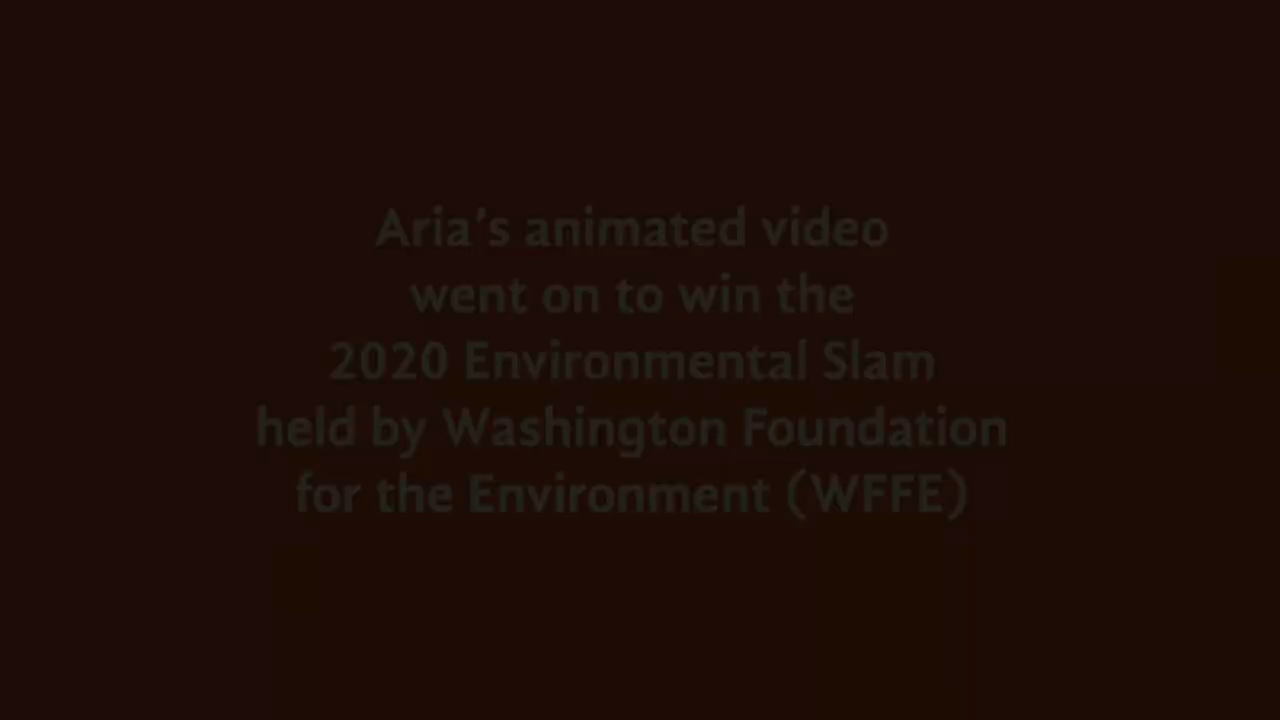 Aria's animated video
went on to win the
2020 Environmental Slam
held by Washington Foundation
for the Environment (WFFE)